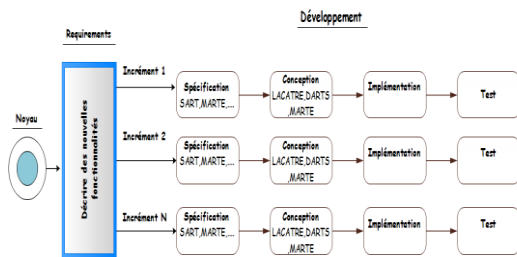 Développement
Requirements
Noyau
Décrire des nouvelles
fonctionnalités
Incrément 1
Spécification
SART,MARTE,...
Conception
LACATRE,DARTS
,MARTE
Implémentation
Test
Incrément 2
Spécification
SART,MARTE,...
Conception
LACATRE,DARTS
,MARTE
Implémentation
Test
Incrément N
Spécification
SART,MARTE,...
Conception
LACATRE,DARTS
,MARTE
Implémentation
Test